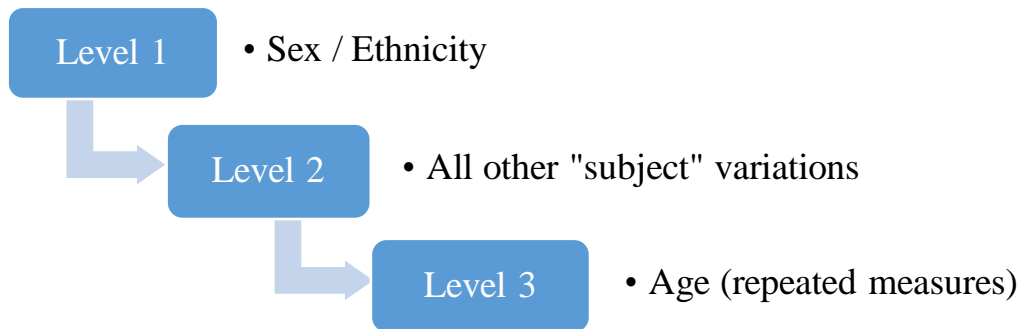 Level 1
• Sex / Ethnicity
Level 2
• All other "subject" variations
Level 3
• Age (repeated measures)